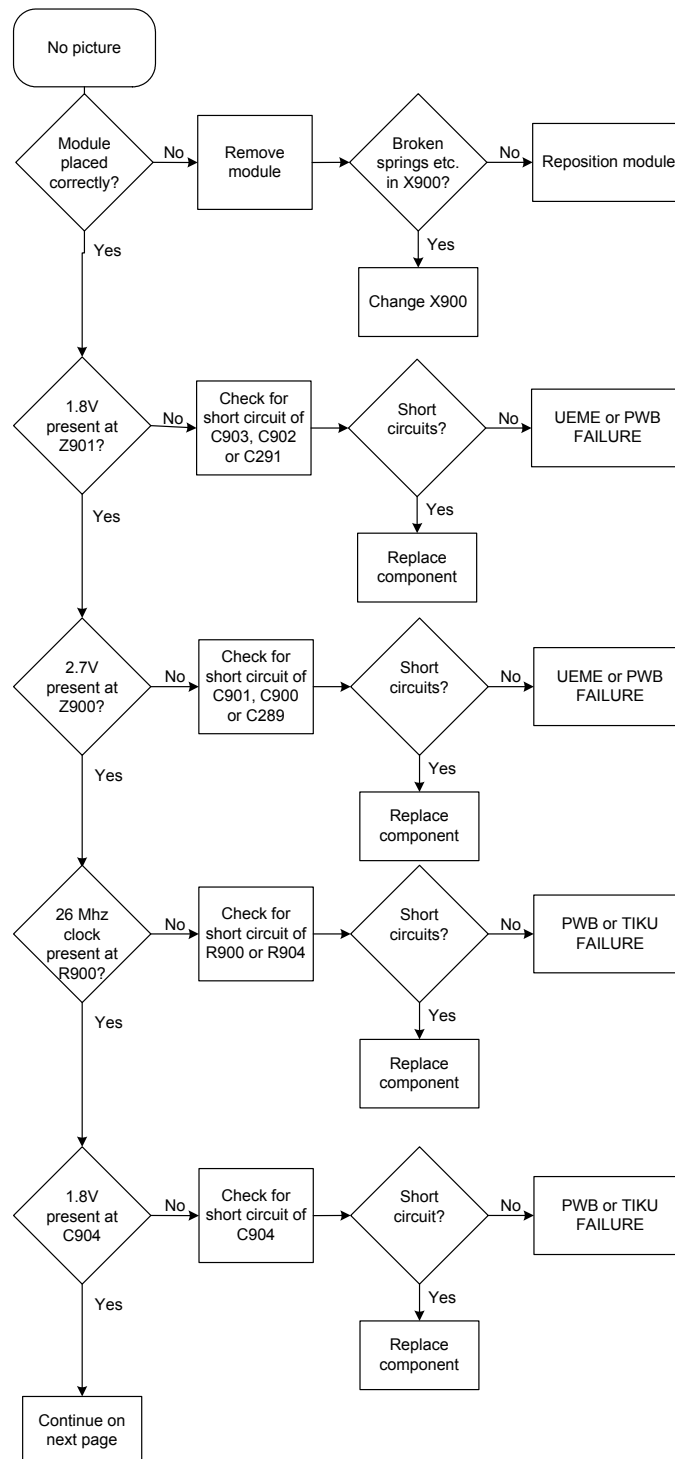 No picture
Module
placed
correctly?
No
Remove
module
Broken
springs etc.
in X900?
No
Reposition module
Yes
Yes
Change X900
1.8V
present at
Z901?
No
Check for
short circuit of
C903, C902
or C291
Short
circuits?
No
UEME or PWB
FAILURE
Yes
Yes
Replace
component
2.7V
present at
Z900?
No
Check for
short circuit of
C901, C900
or C289
Short
circuits?
No
UEME or PWB
FAILURE
Yes
Yes
Replace
component
26 Mhz
clock
present at
R900?
No
Check for
short circuit of
R900 or R904
Short
circuits?
No
PWB or TIKU
FAILURE
Yes
Yes
Replace
component
1.8V
present at
C904
No
Check for
short circuit of
C904
Short
circuit?
No
PWB or TIKU
FAILURE
Yes
Yes
Replace
component
Continue on
next page